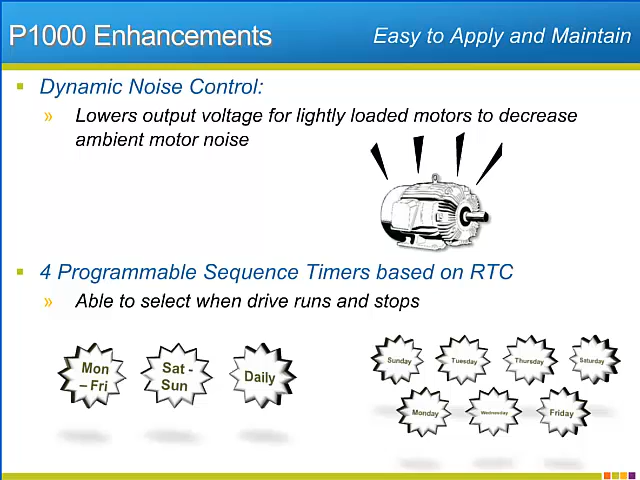 P1000 Enhancements
Easy to Apply and Maintain
Dynamic Noise Control:
» Lowers output voltage for lightly loaded motors to decrease
ambient motor noise
4 Programmable Sequence Timers based on RTC
» Able to select when drive runs and stops
Mon
– Fri
Sat -
Sun
Daily
Sunday
Tuesday
Thursday
Saturday
Monday
Wednesday
Friday